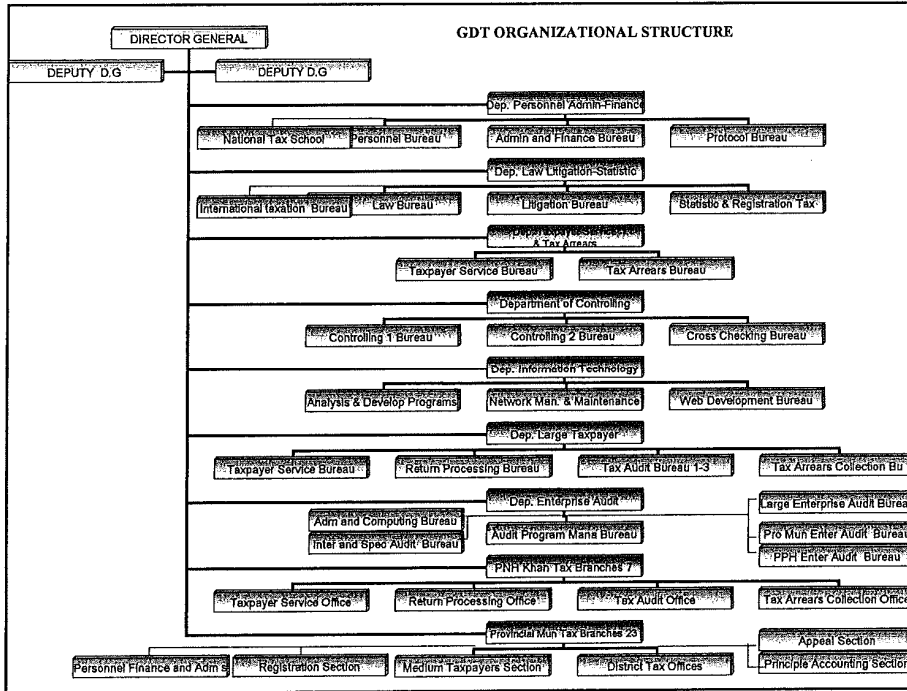 GDT ORGANIZATIONAL STRUCTURE
DIRECTOR GENERAL
DEPUTY D.G
DEPUTY D.G
Dep. Personnel Admin-Finance
National Tax School
Personnel Bureau
Admin and Finance Bureau
Protocol Bureau
Dep. Law Litigation-Statistic
International taxation Bureau
Law Bureau
Litigation Bureau
Statistic & Registration Tax
Dep. Taxpayer
& Tax Arrears
Taxpayer Service Bureau
Tax Arrears Bureau
Department of Controlling
Controlling 1 Bureau
Controlling 2 Bureau
Cross Checking Bureau
Dep. Information Technology
Analysis & Develop Programs
Network Man. & Maintenance
Web Development Bureau
Dep. Large Taxpayer
Taxpayer Service Bureau
Return Processing Bureau
Tax Audit Bureau 1-3
Tax Arrears Collection Bu
Dep. Enterprise Audit
Adm and Computing Bureau
Inter and Spec Audit Bureau
Audit Program Mana Bureau
Large Enterprise Audit Bureau
Pro Mun Enter Audit Bureau
PPH Enter Audit Bureau
PNH Khan Tax Branches 7
Taxpayer Service Office
Return Processing Office
Tax Audit Office
Tax Arrears Collection Office
Provincial Mun Tax Branches 23
Personnel Finance and Adm s
Registration Section
Medium Taxpayers Section
District Tax Offices
Appeal Section
Principle Accounting Section